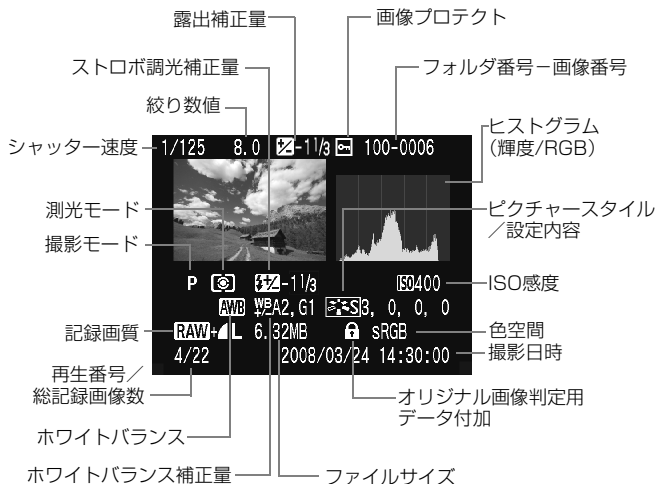 露出補正量
画像プロテクト
ストロボ調光補正量
フォルダ番号－画像番号
絞り数値
シャッター速度
1/125 8.0 -1 1/3 100-0006
ヒストグラム
（輝度/RGB）
測光モード
ピクチャースタイル
／設定内容
撮影モード
P -1 1/3 ISO400
ISO感度
AWB WB A2, G1 S 3, 0, 0, 0
記録画質
RAW+L 6.32MB sRGB
色空間
4/22 2008/03/24 14:30:00
撮影日時
再生番号／
総記録画像数
オリジナル画像判定用
データ付加
ホワイトバランス
ホワイトバランス補正量
ファイルサイズ